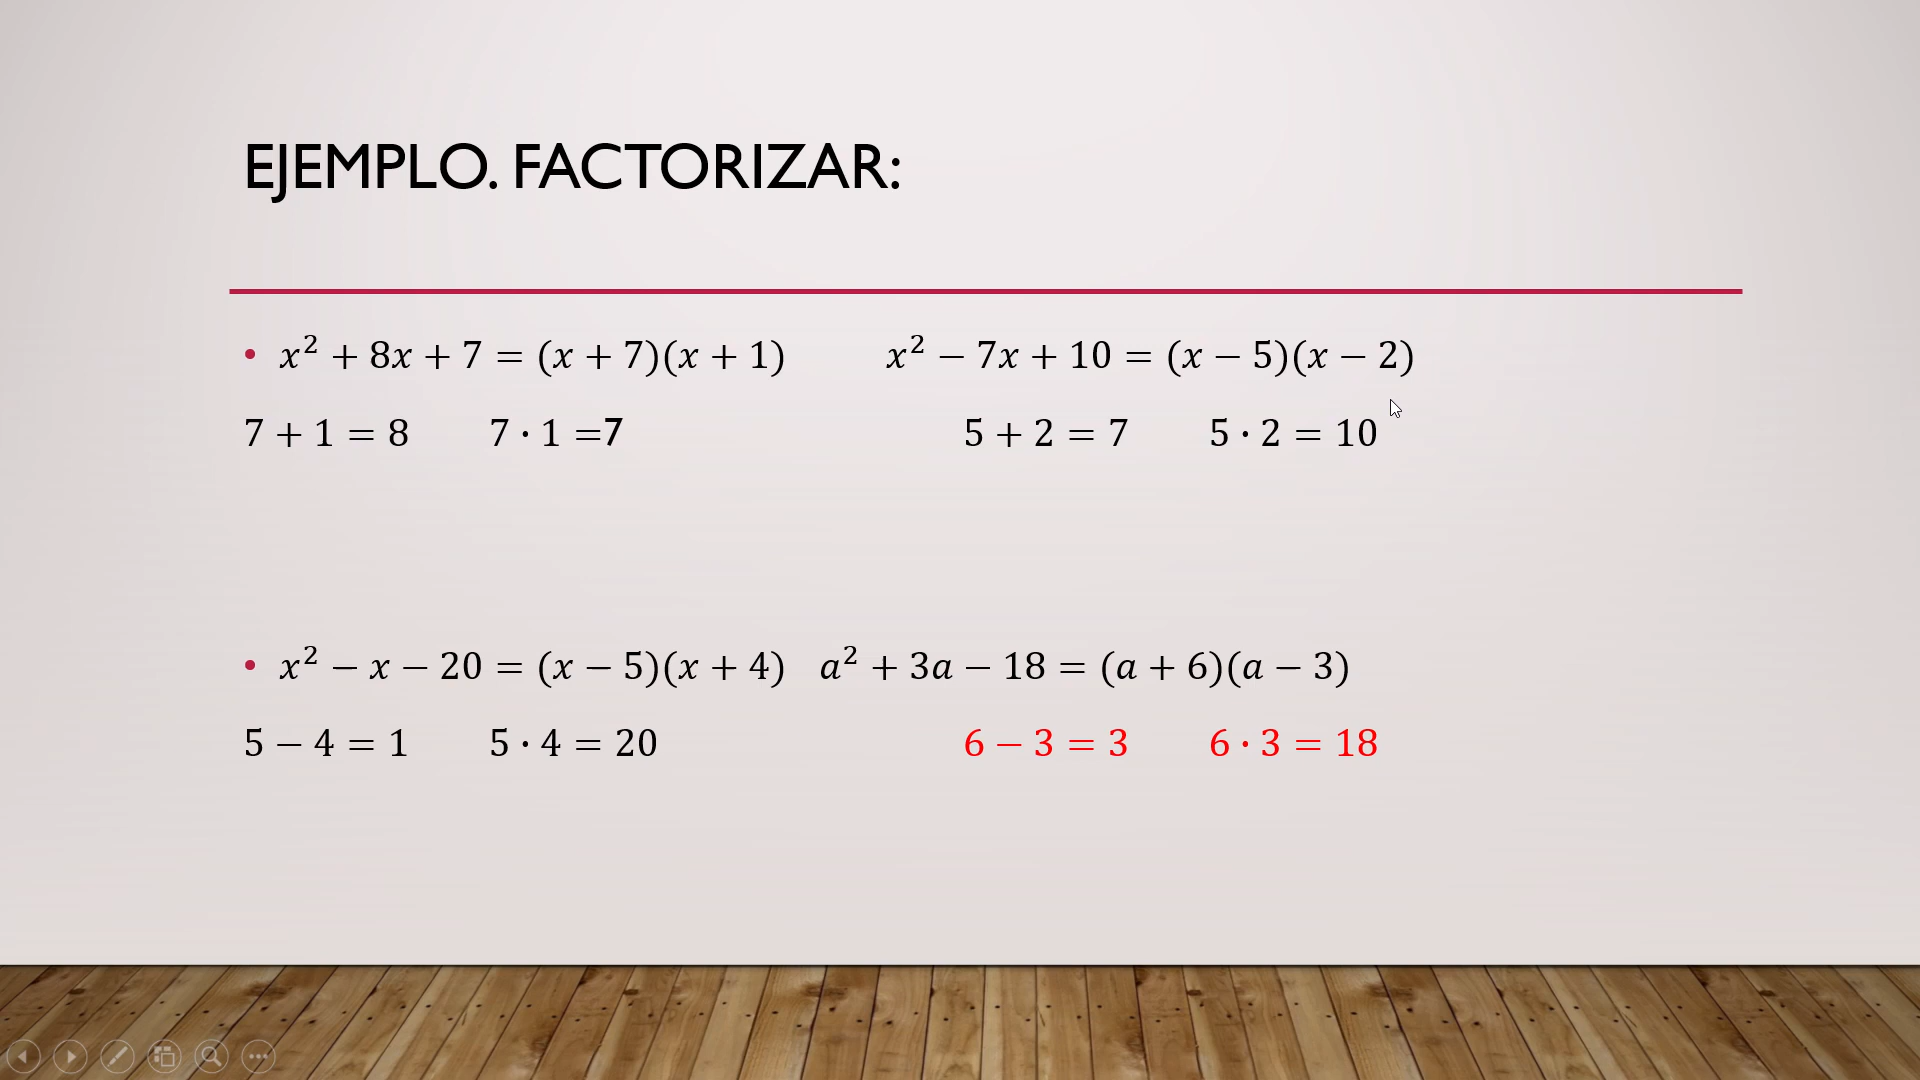 EJEMPLO. FACTORIZAR:
• x² + 8x + 7 = (x + 7)(x + 1) x² − 7x + 10 = (x − 5)(x − 2)
7 + 1 = 8 7 · 1 =7 5 + 2 = 7 5 · 2 = 10
• x² − x − 20 = (x − 5)(x + 4) a² + 3a − 18 = (a + 6)(a − 3)
5 − 4 = 1 5 · 4 = 20 6 − 3 = 3 6 · 3 = 18